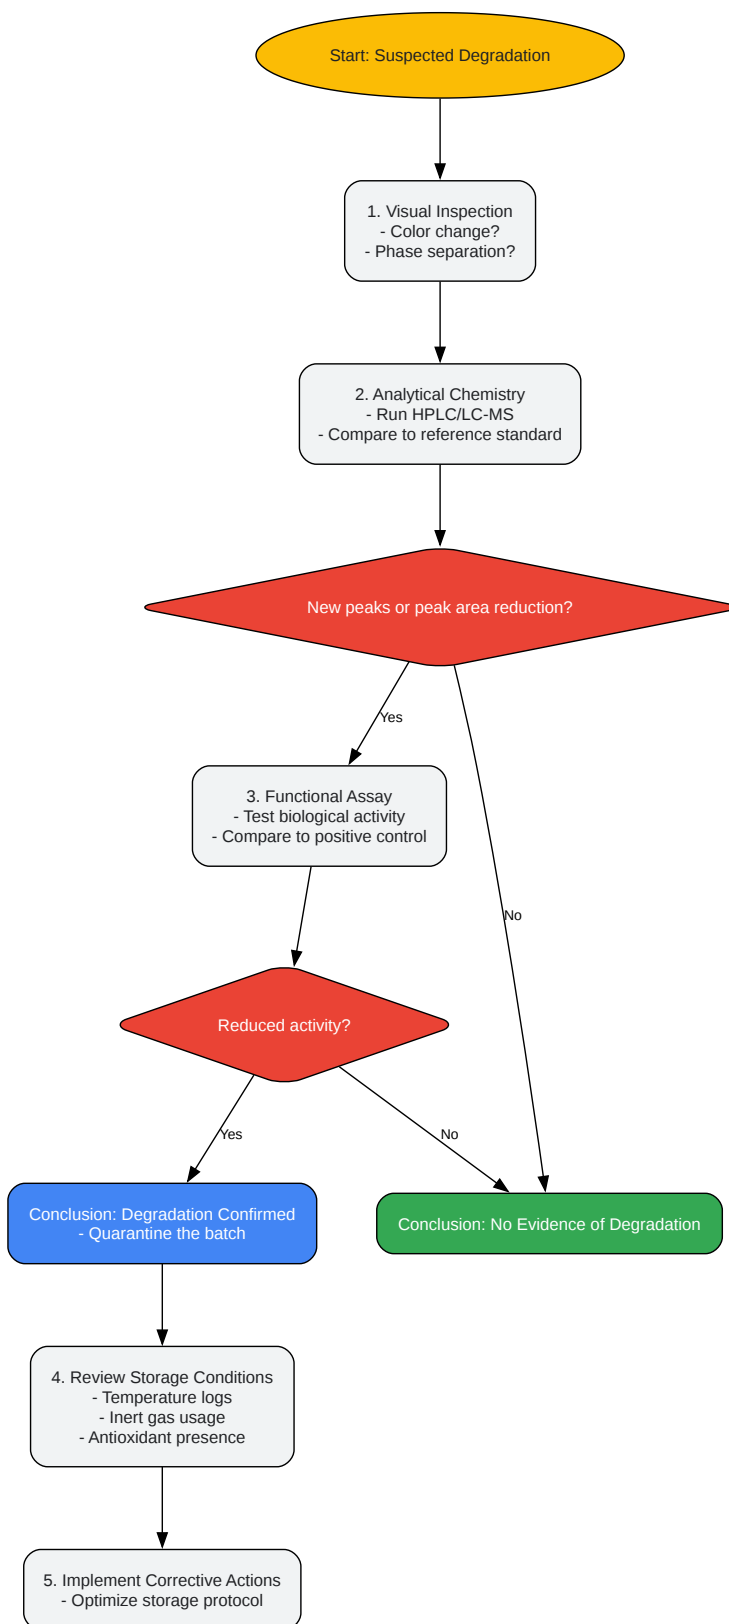 Start: Suspected Degradation
1. Visual Inspection
- Color change?
- Phase separation?
2. Analytical Chemistry
- Run HPLC/LC-MS
- Compare to reference standard
New peaks or peak area reduction?
Yes
3. Functional Assay
- Test biological activity
- Compare to positive control
No
Reduced activity?
Yes
No
Conclusion: Degradation Confirmed
- Quarantine the batch
Conclusion: No Evidence of Degradation
4. Review Storage Conditions
- Temperature logs
- Inert gas usage
- Antioxidant presence
5. Implement Corrective Actions
- Optimize storage protocol